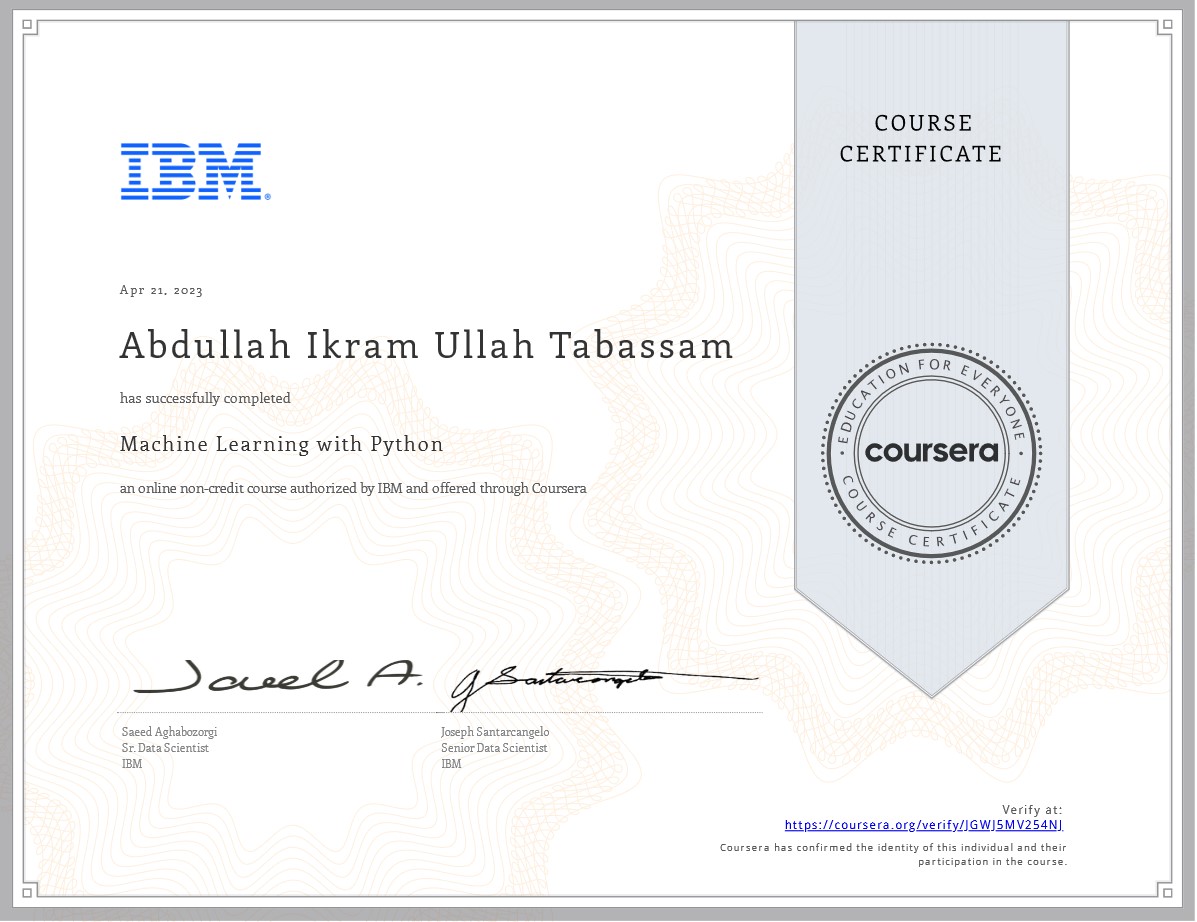 COURSE
CERTIFICATE
IBM®
Apr 21, 2023
Abdullah Ikram Ullah Tabassam
has successfully completed
Machine Learning with Python
an online non-credit course authorized by IBM and offered through Coursera
EDUCATION FOR EVERYONE
coursera
COURSE CERTIFICATE
Saeed A.
J Santarcangelo
Saeed Aghabozorgi
Sr. Data Scientist
IBM
Joseph Santarcangelo
Senior Data Scientist
IBM
Verify at:
https://coursera.org/verify/JGWJ5MV254NJ
Coursera has confirmed the identity of this individual and their
participation in the course.